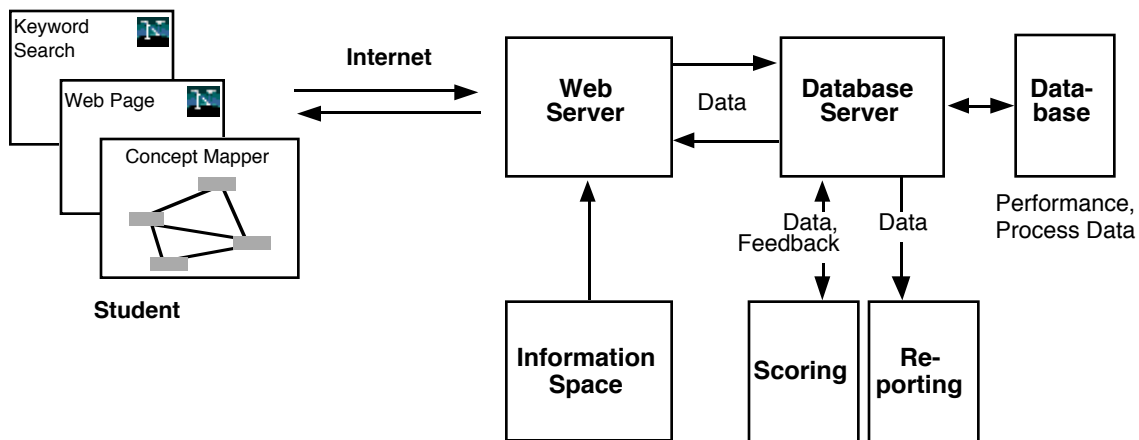 Keyword
Search
Web Page
Concept Mapper
Student
Internet
Web
Server
Data
Database
Server
Data-
base
Performance,
Process Data
Data,
Feedback
Data
Information
Space
Scoring
Re-
porting